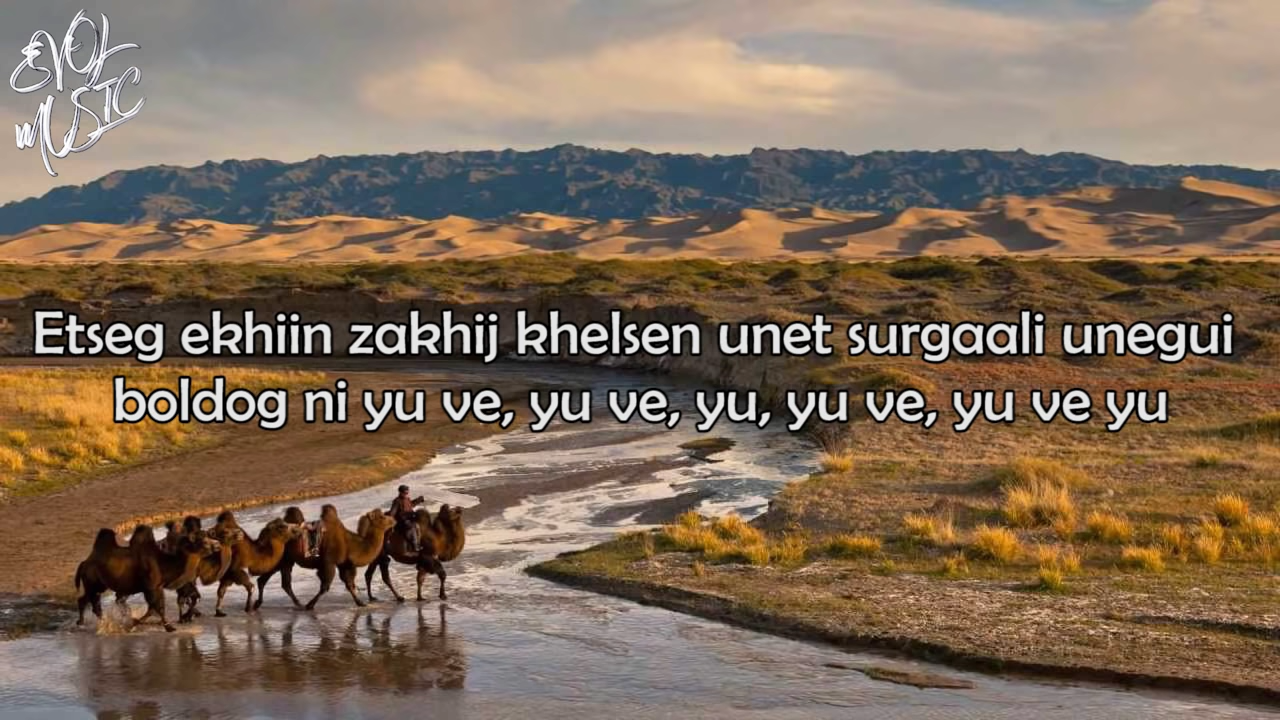 EVOL
MUSIC
Etseg ekhiin zakhij khelsen unet surgaali unegui
boldog ni yu ve, yu ve, yu, yu ve, yu ve yu